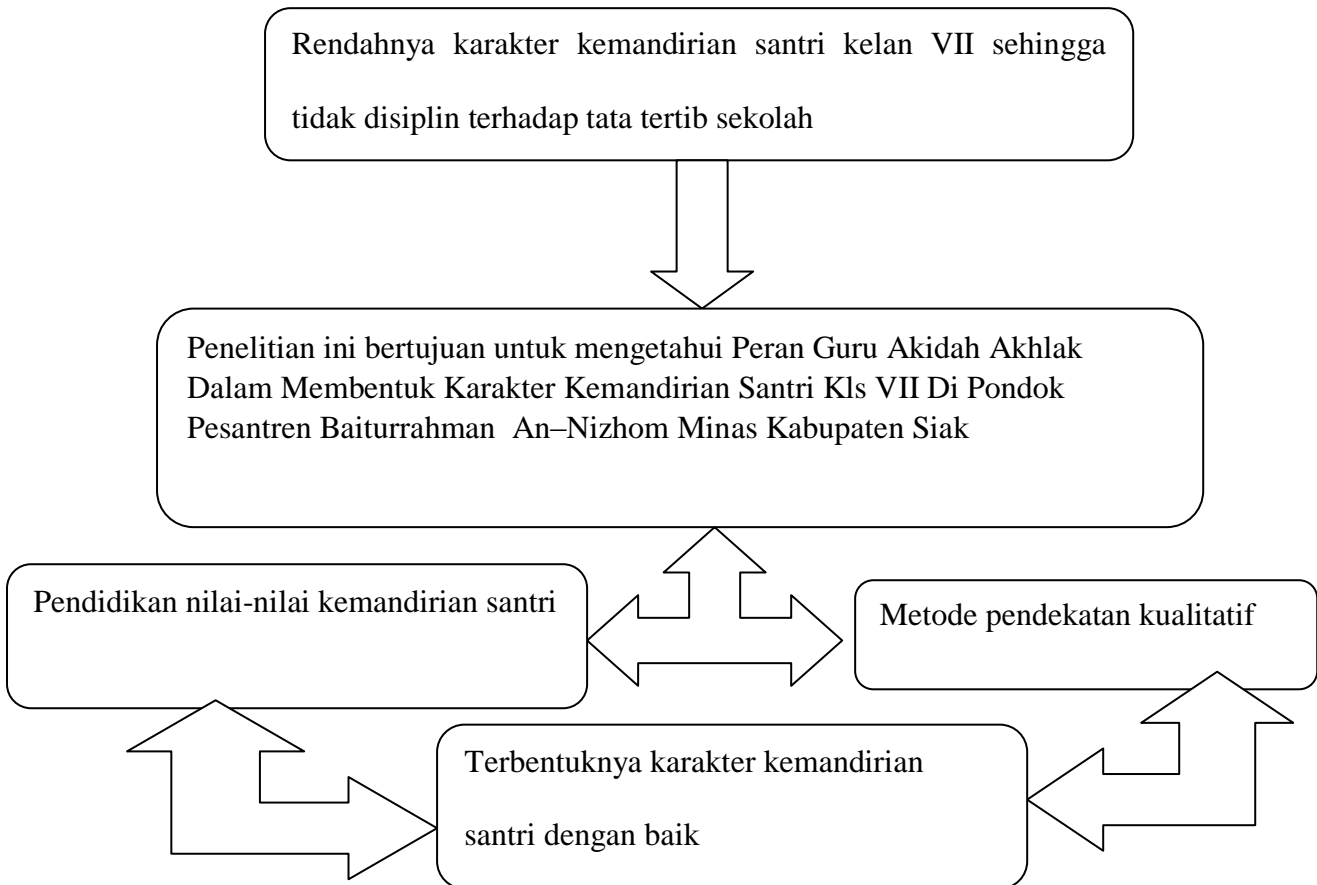 Rendahnya karakter kemandirian santri kelan VII sehingga
tidak disiplin terhadap tata tertib sekolah
Penelitian ini bertujuan untuk mengetahui Peran Guru Akidah Akhlak
Dalam Membentuk Karakter Kemandirian Santri Kls VII Di Pondok
Pesantren Baiturrahman An–Nizhom Minas Kabupaten Siak
Pendidikan nilai-nilai kemandirian santri
Metode pendekatan kualitatif
Terbentuknya karakter kemandirian
santri dengan baik